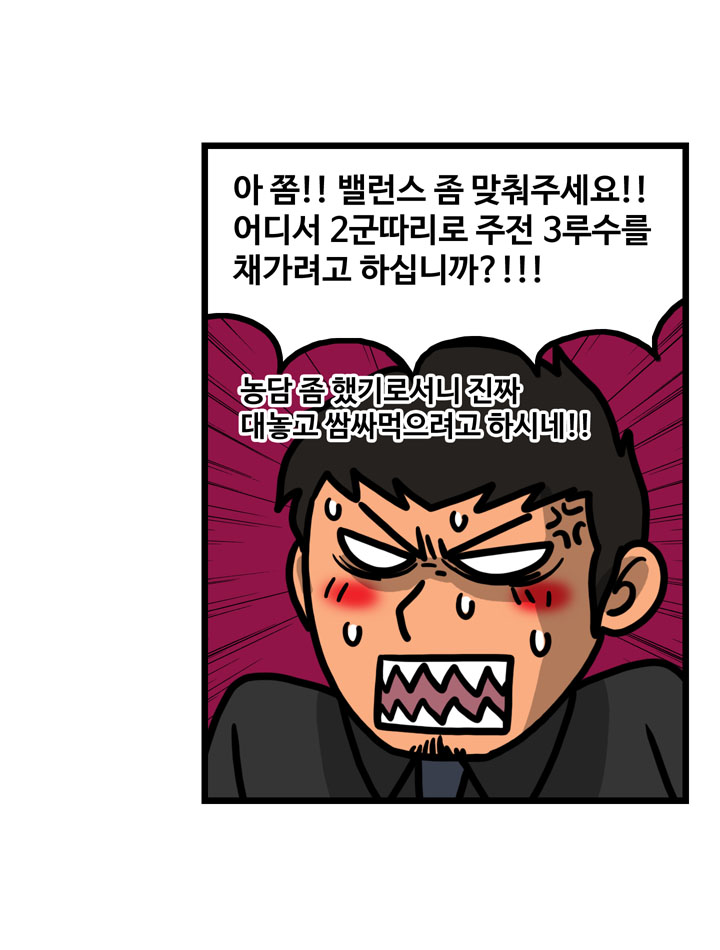 아 쫌!! 밸런스 좀 맞춰주세요!!
어디서 2군따리로 주전 3루수를
채가려고 하십니까?!!!
농담 좀 했기로서니 진짜
대놓고 쌈싸먹으려고 하시네!!